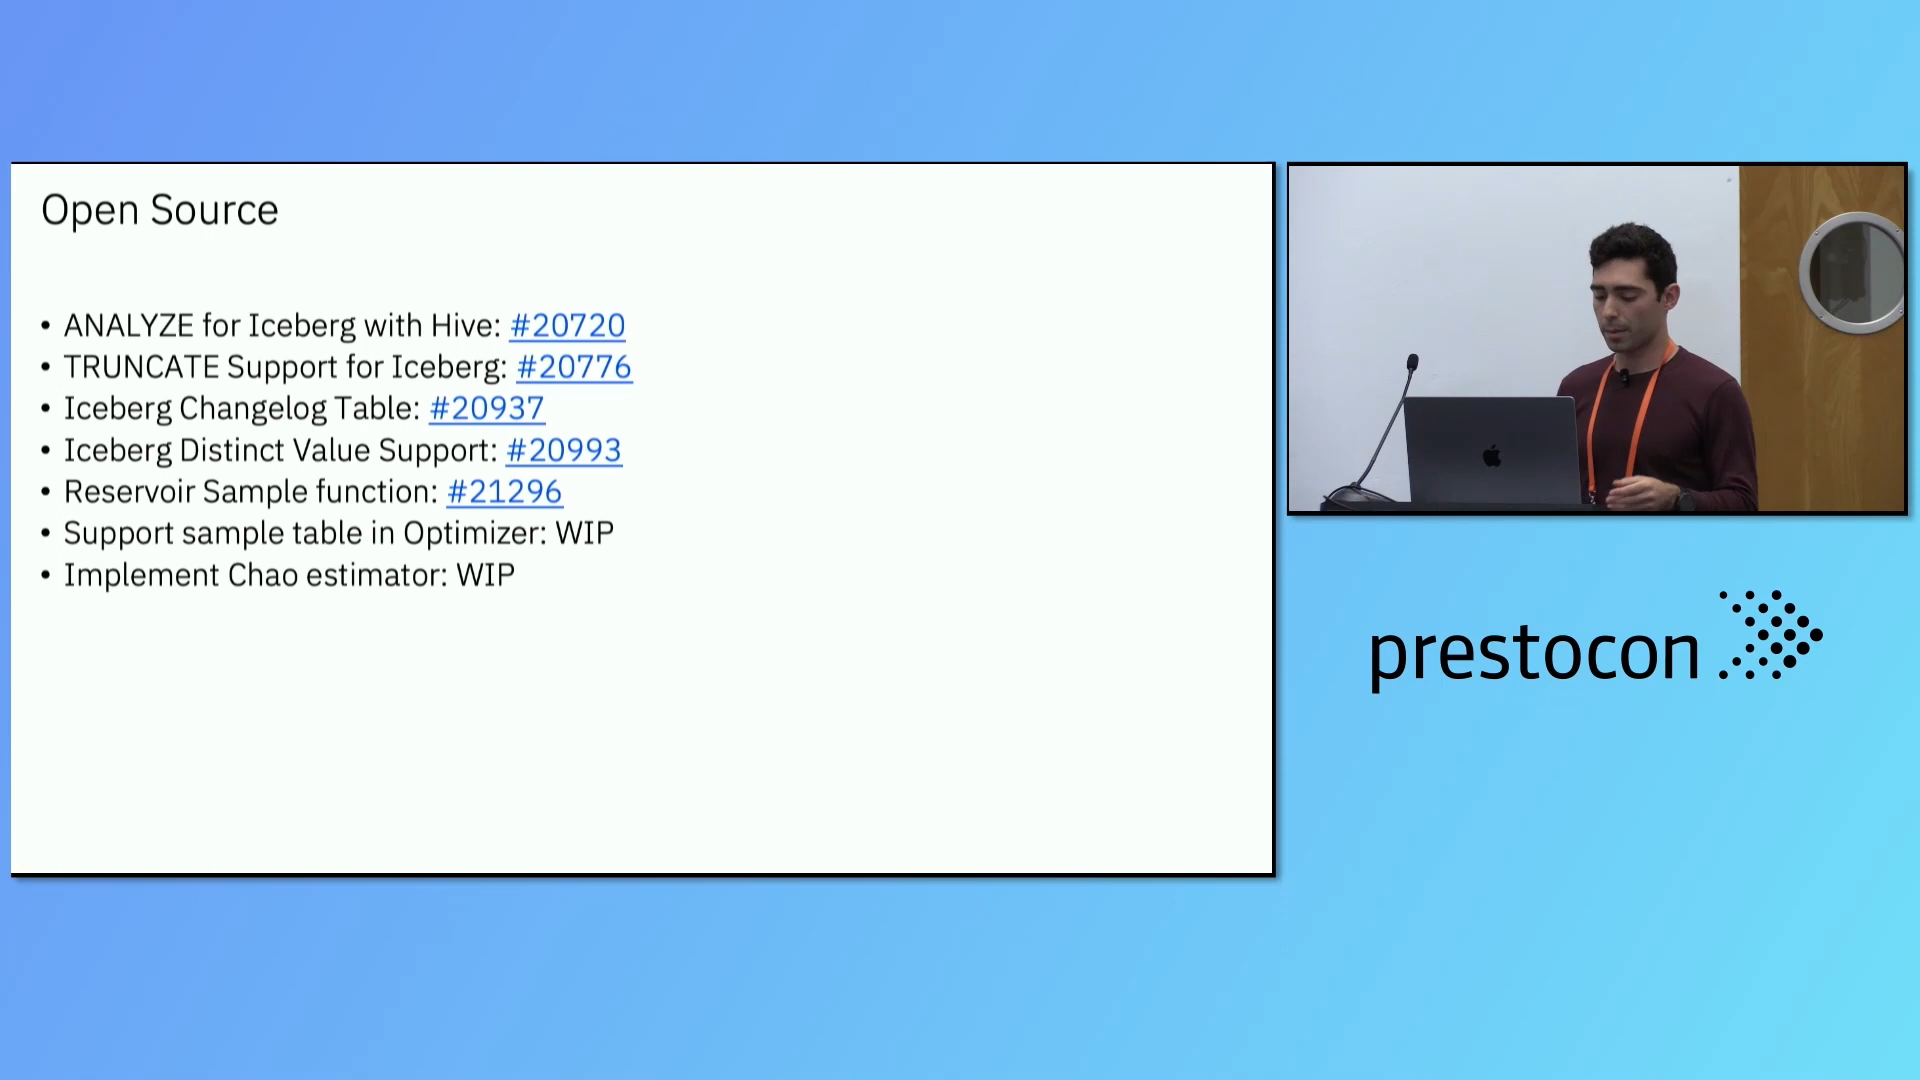 Open Source
• ANALYZE for Iceberg with Hive: #20720
• TRUNCATE Support for Iceberg: #20776
• Iceberg Changelog Table: #20937
• Iceberg Distinct Value Support: #20993
• Reservoir Sample function: #21296
• Support sample table in Optimizer: WIP
• Implement Chao estimator: WIP
prestocon